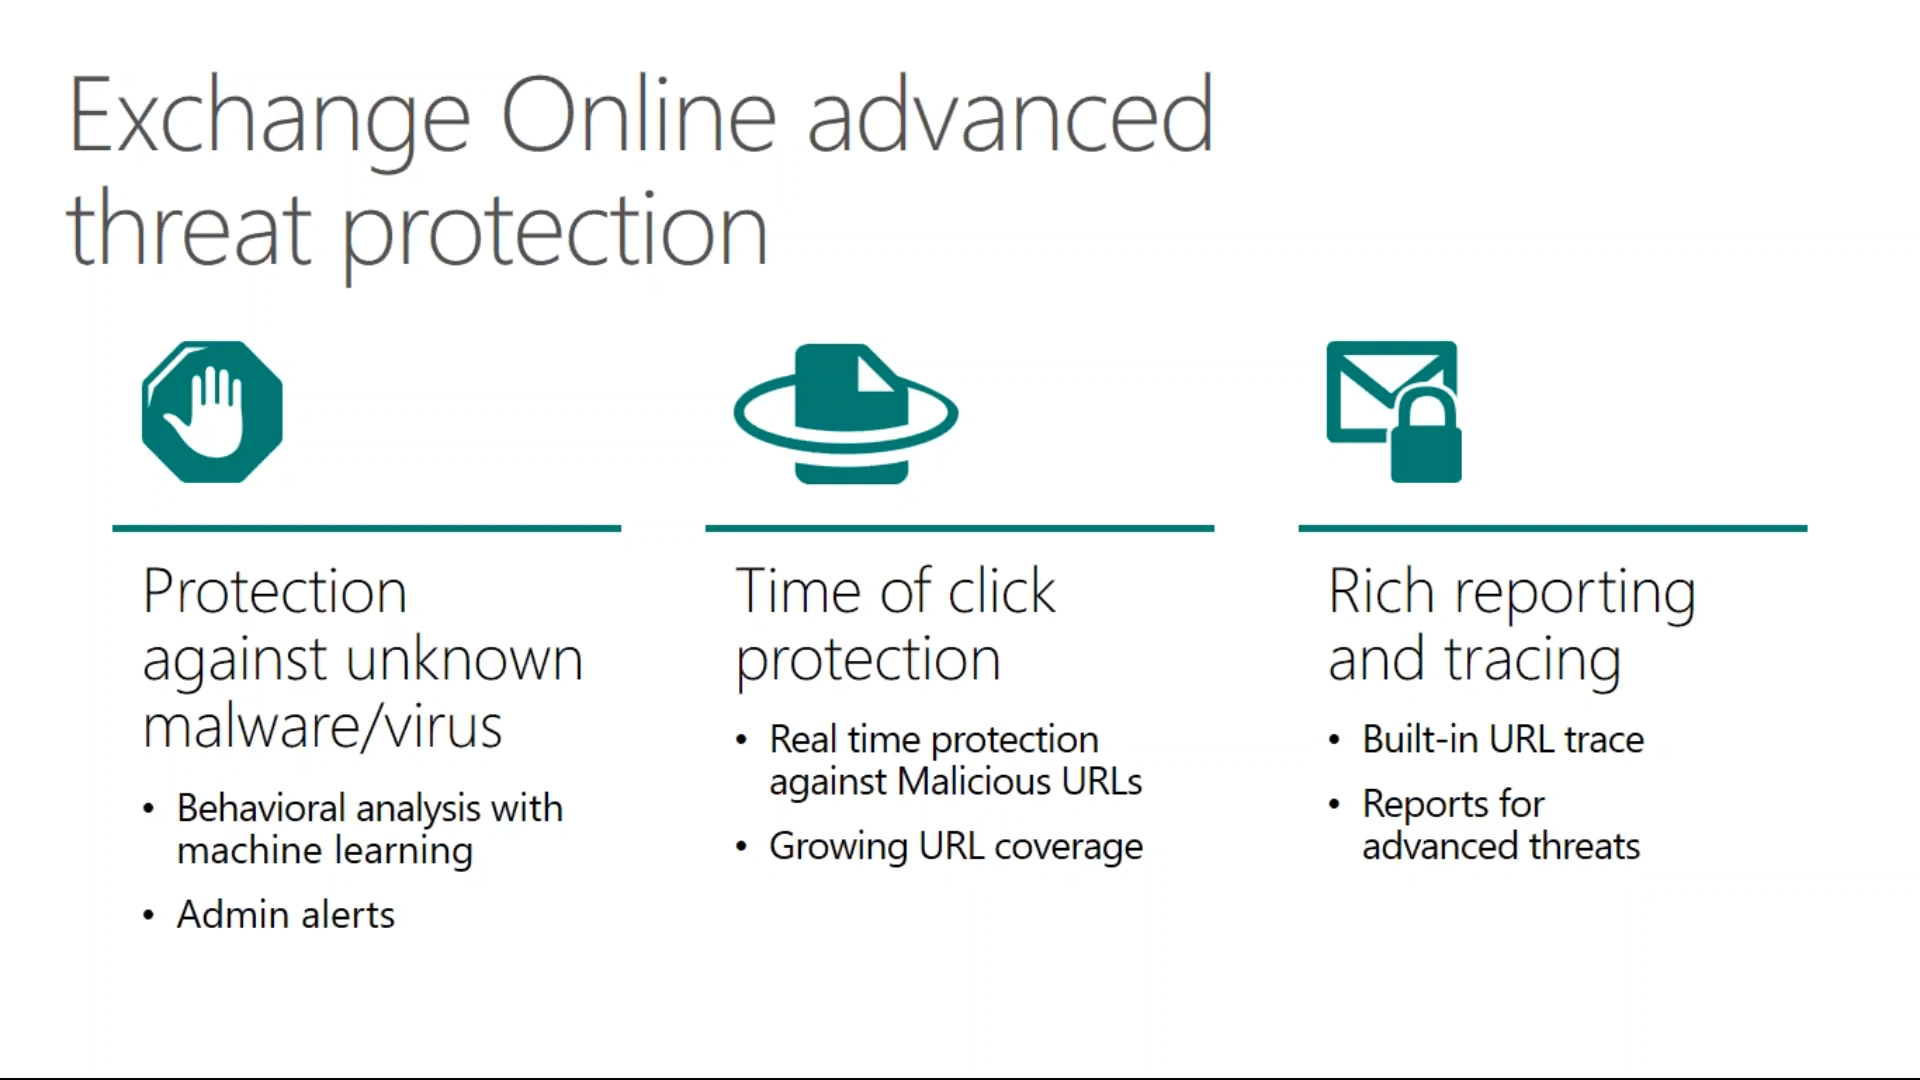 Exchange Online advanced
threat protection
Protection
against unknown
malware/virus
• Behavioral analysis with
machine learning
• Admin alerts
Time of click
protection
• Real time protection
against Malicious URLs
• Growing URL coverage
Rich reporting
and tracing
• Built-in URL trace
• Reports for
advanced threats